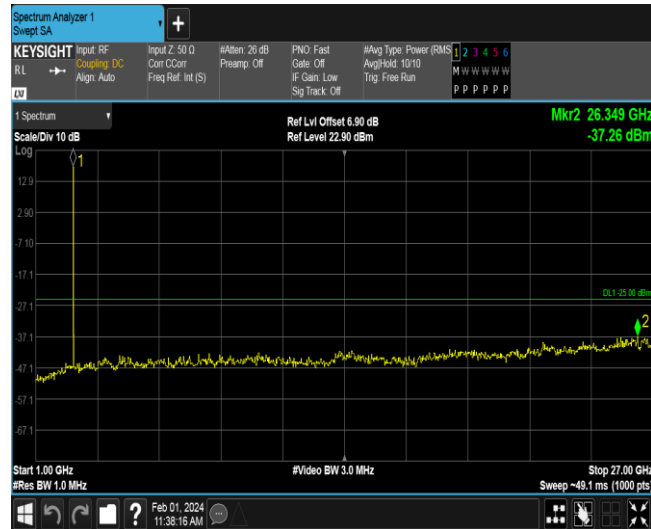 Spectrum Analyzer 1
Swept SA
+
KEYSIGHT
RL
LXI
Input: RF
Coupling: DC
Align: Auto
Input Z: 50 Ω
Corr CCorr
Freq Ref: Int (S)
#Atten: 26 dB
Preamp: Off
PNO: Fast
Gate: Off
IF Gain: Low
Sig Track: Off
#Avg Type: Power (RMS
Avg|Hold: 10/10
Trig: Free Run
1 2 3 4 5 6
M W W W W W
P P P P P P
1 Spectrum
Scale/Div 10 dB
Log
Ref Lvl Offset 6.90 dB
Ref Level 22.90 dBm
Mkr2 26.349 GHz
-37.26 dBm
1
12.9
2.90
-7.10
-17.1
DL1 -25.00 dBm
-27.1
2
-37.1
-47.1
-57.1
-67.1
Start 1.00 GHz
#Res BW 1.0 MHz
#Video BW 3.0 MHz
Stop 27.00 GHz
Sweep ~49.1 ms (1000 pts)
?
Feb 01, 2024
11:38:16 AM